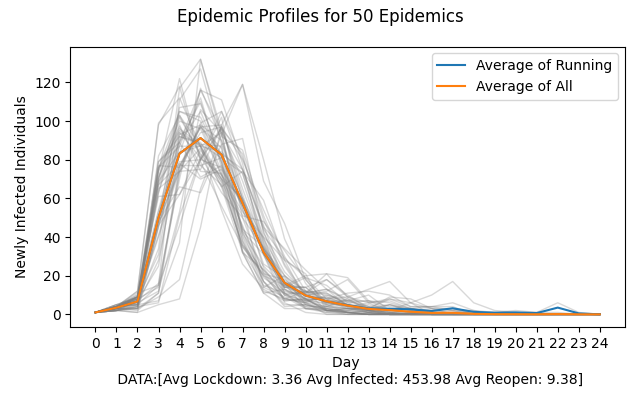 Epidemic Profiles for 50 Epidemics
Average of Running
Average of All
Newly Infected Individuals
120
100
80
60
40
20
0
0 1 2 3 4 5 6 7 8 9 10 11 12 13 14 15 16 17 18 19 20 21 22 23 24
Day
DATA:[Avg Lockdown: 3.36 Avg Infected: 453.98 Avg Reopen: 9.38]